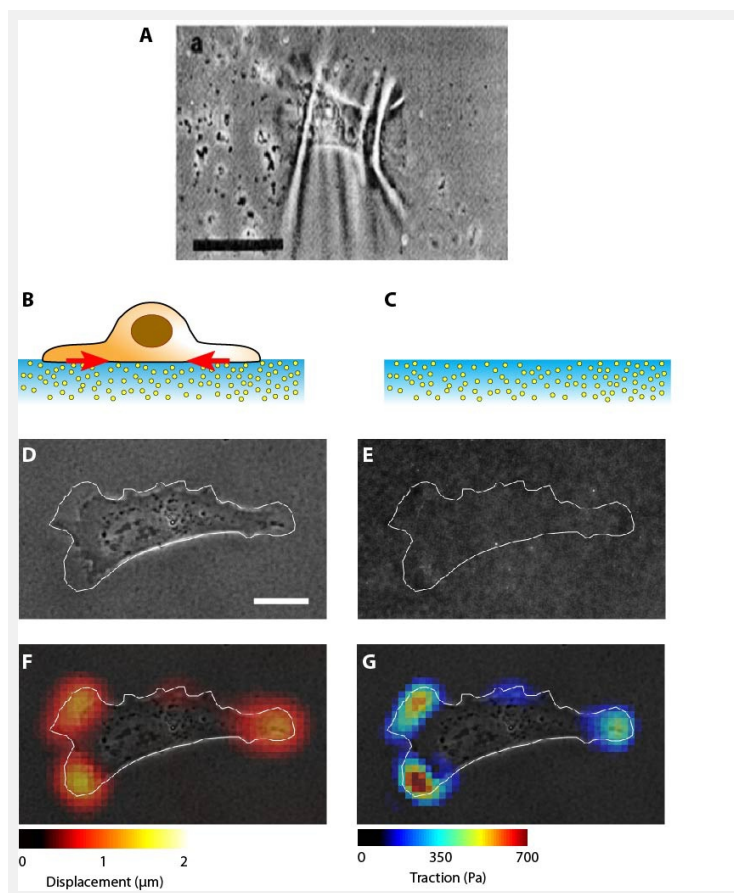 A
a
B
C
D
E
F
G
0
1
2
Displacement (µm)
0
350
700
Traction (Pa)